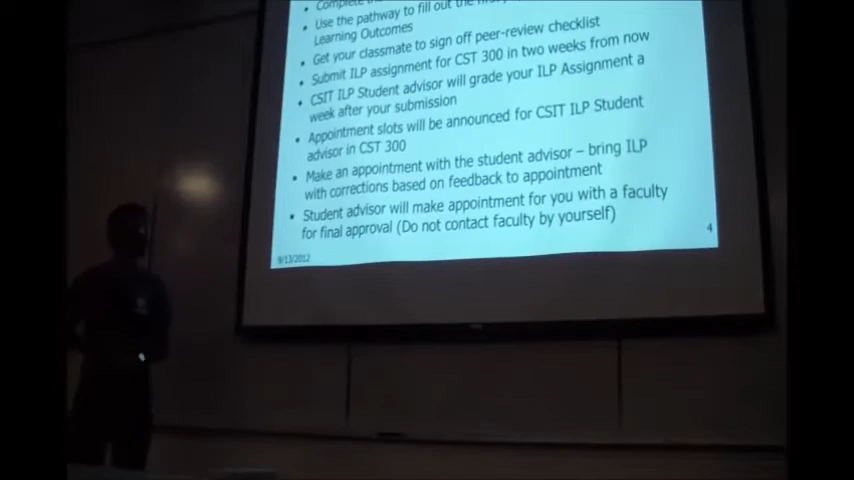 • Complete
• Use the pathway to fill out the
Learning Outcomes
• Get your classmate to sign off peer-review checklist
• Submit ILP assignment for CST 300 in two weeks from now
• CSIT ILP Student advisor will grade your ILP Assignment a
week after your submission
• Appointment slots will be announced for CSIT ILP Student
advisor in CST 300
• Make an appointment with the student advisor – bring ILP
with corrections based on feedback to appointment
• Student advisor will make appointment for you with a faculty
for final approval (Do not contact faculty by yourself)
9/13/2012
4